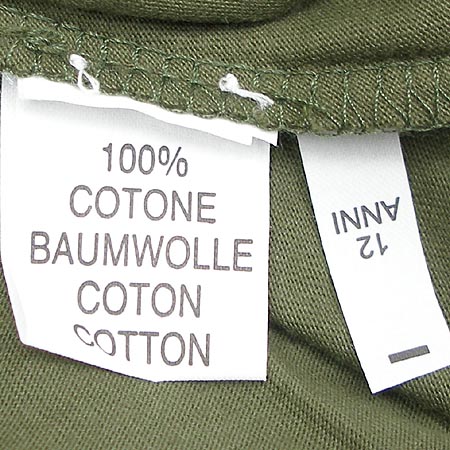 100%
COTONE
BAUMWOLLE
COTON
COTTON
12
ANNI